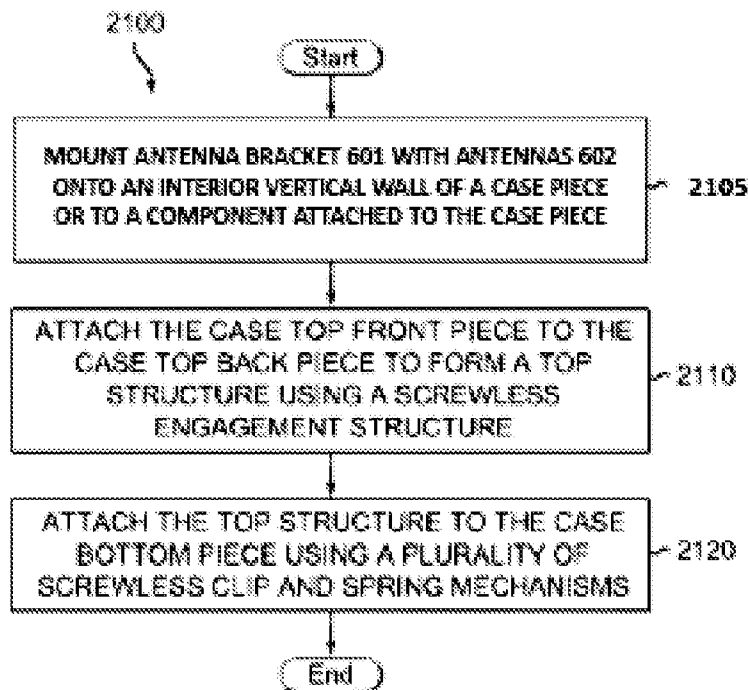 2100
Start
MOUNT ANTENNA BRACKET 601 WITH ANTENNAS 602
ONTO AN INTERIOR VERTICAL WALL OF A CASE PIECE
OR TO A COMPONENT ATTACHED TO THE CASE PIECE
2105
ATTACH THE CASE TOP FRONT PIECE TO THE
CASE TOP BACK PIECE TO FORM A TOP
STRUCTURE USING A SCREWLESS
ENGAGEMENT STRUCTURE
2110
ATTACH THE TOP STRUCTURE TO THE CASE
BOTTOM PIECE USING A PLURALITY OF
SCREWLESS CLIP AND SPRING MECHANISMS
2120
End